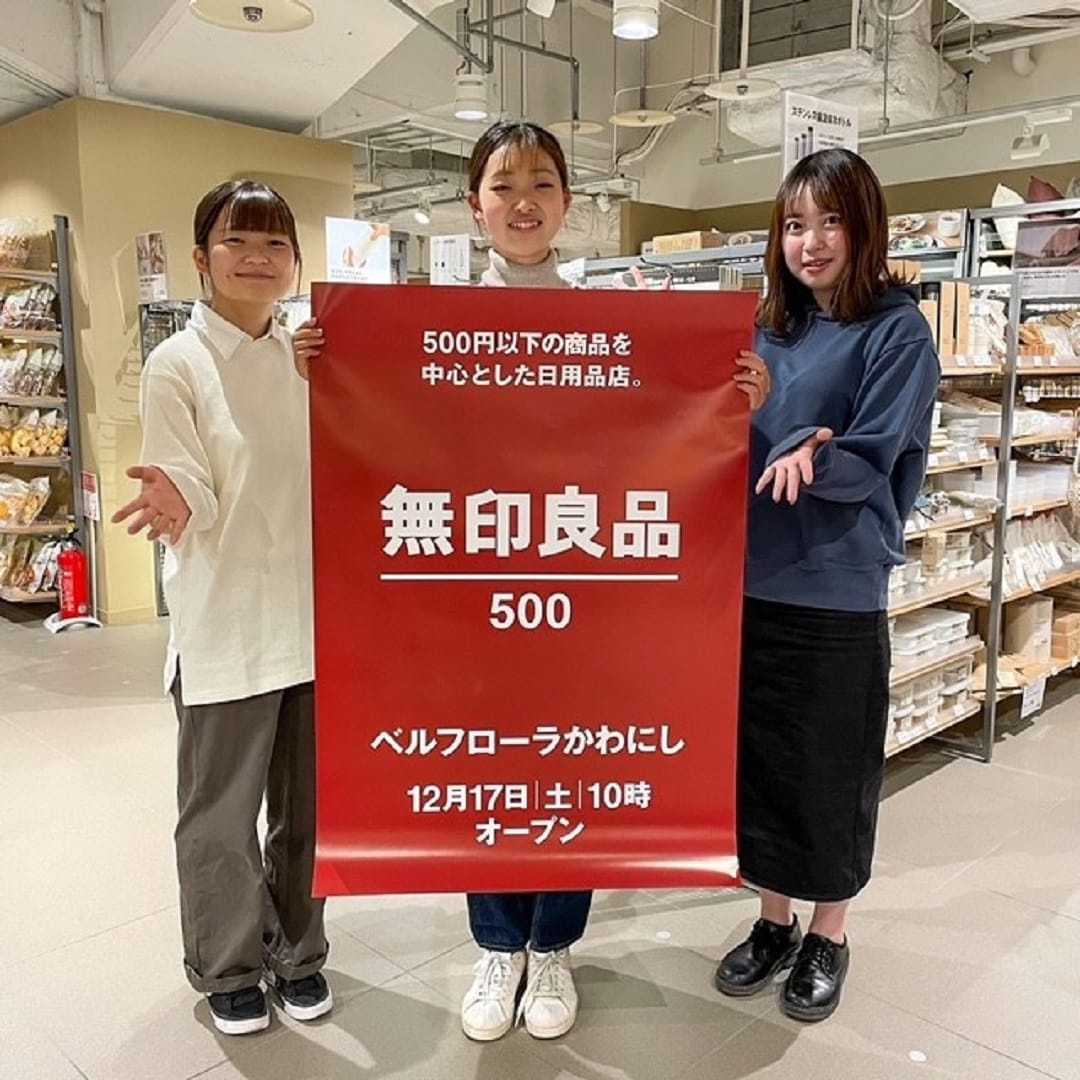 500円以下の商品を
中心とした日用品店。
無印良品
500
ベルフローラかわにし
12月17日|土|10時
オープン